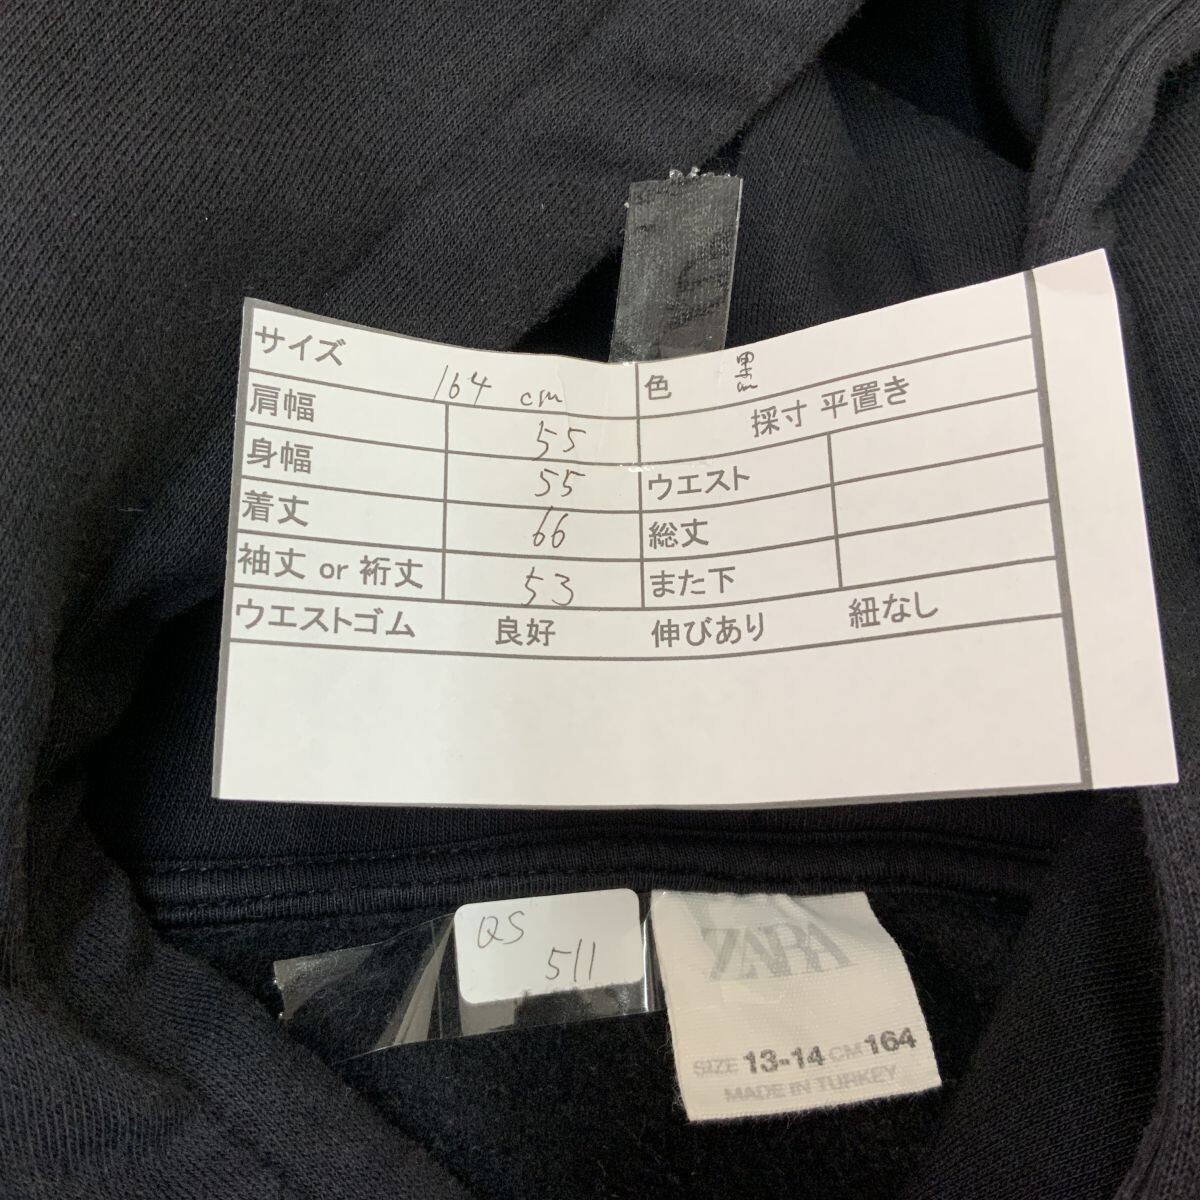 サイズ 164 cm 色 黒
肩幅 55 採寸 平置き
身幅 55 ウエスト
着丈 66 総丈
袖丈 or 裄丈 53 また下
ウエストゴム 良好 伸びあり 紐なし
QS
511
ZARA
SIZE 13-14 CM 164
MADE IN TURKEY